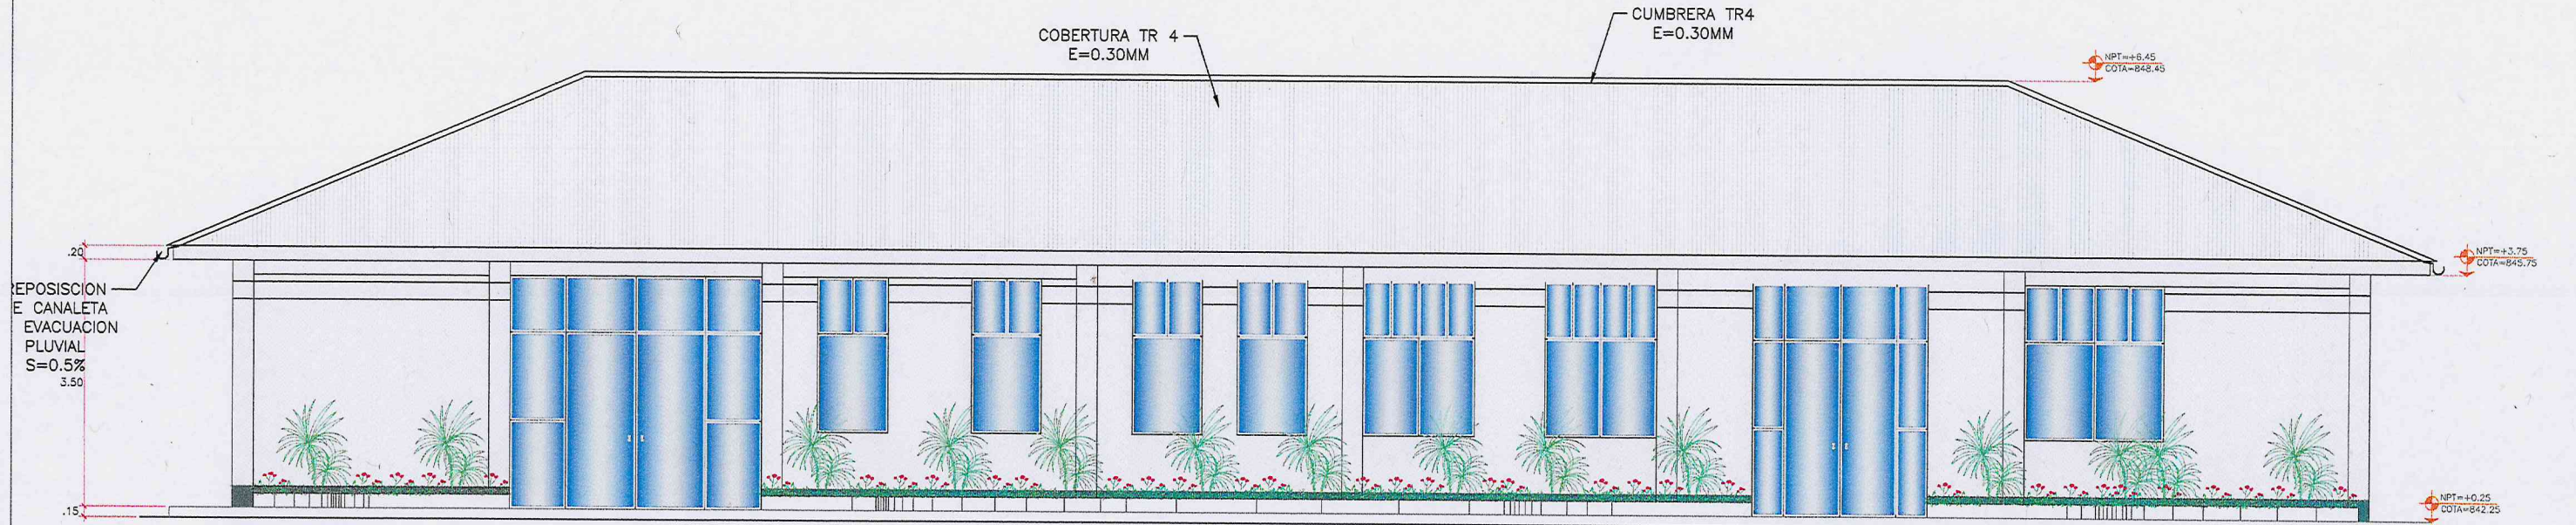 CUMBRERA TR4
E=0.30MM
COBERTURA TR 4
E=0.30MM
NPT=+6.45
COTA=848.45
.20
NPT=+3.75
COTA=845.75
REPOSISCION
E CANALETA
EVACUACION
PLUVIAL
S=0.5%
3.50
NPT=+0.25
COTA=842.25
.15